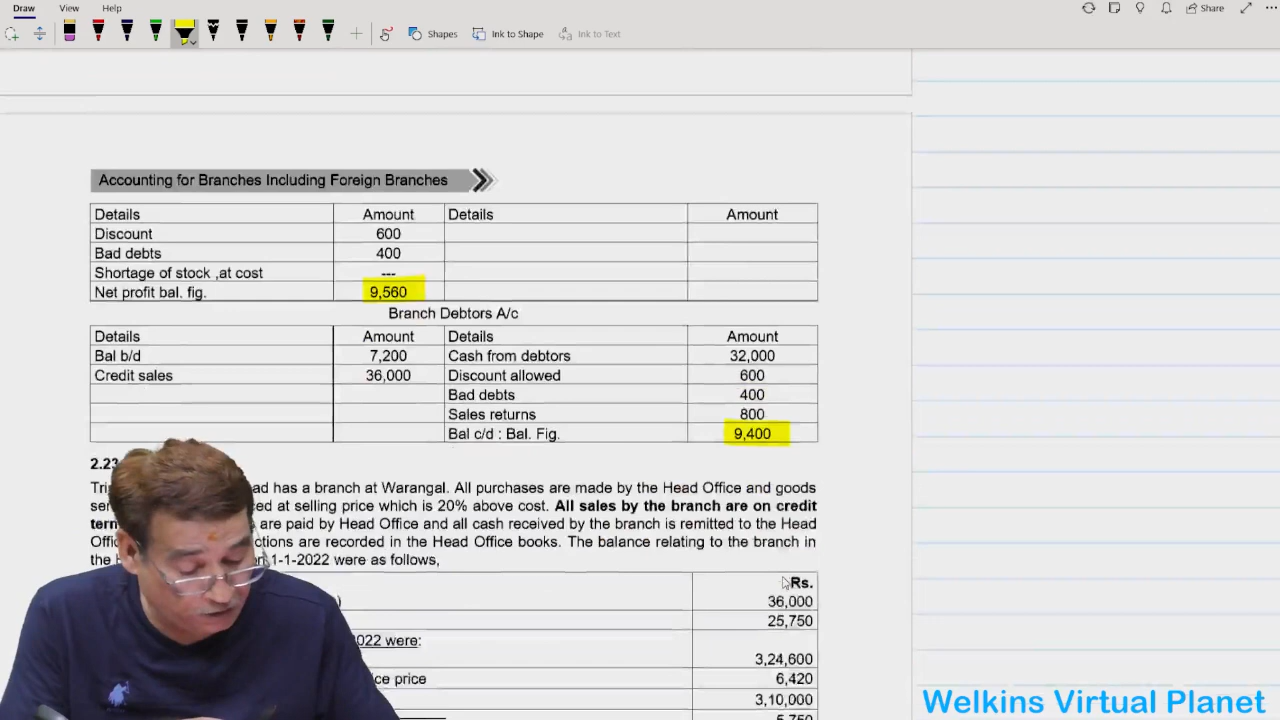 Draw View Help
Share
Shapes Ink to Shape Ink to Text
Accounting for Branches Including Foreign Branches
Details Amount Details Amount
Discount 600
Bad debts 400
Shortage of stock ,at cost ---
Net profit bal. fig. 9,560
Branch Debtors A/c
Details Amount Details Amount
Bal b/d 7,200 Cash from debtors 32,000
Credit sales 36,000 Discount allowed 600
Bad debts 400
Sales returns 800
Bal c/d : Bal. Fig. 9,400
2.23
ad has a branch at Warangal. All purchases are made by the Head Office and goods
ced at selling price which is 20% above cost. All sales by the branch are on credit
are paid by Head Office and all cash received by the branch is remitted to the Head
ctions are recorded in the Head Office books. The balance relating to the branch in
the 1-1-2022 were as follows,
Rs.
) 36,000
25,750
2022 were:
3,24,600
ice price 6,420
3,10,000
5,750
Welkins Virtual Planet